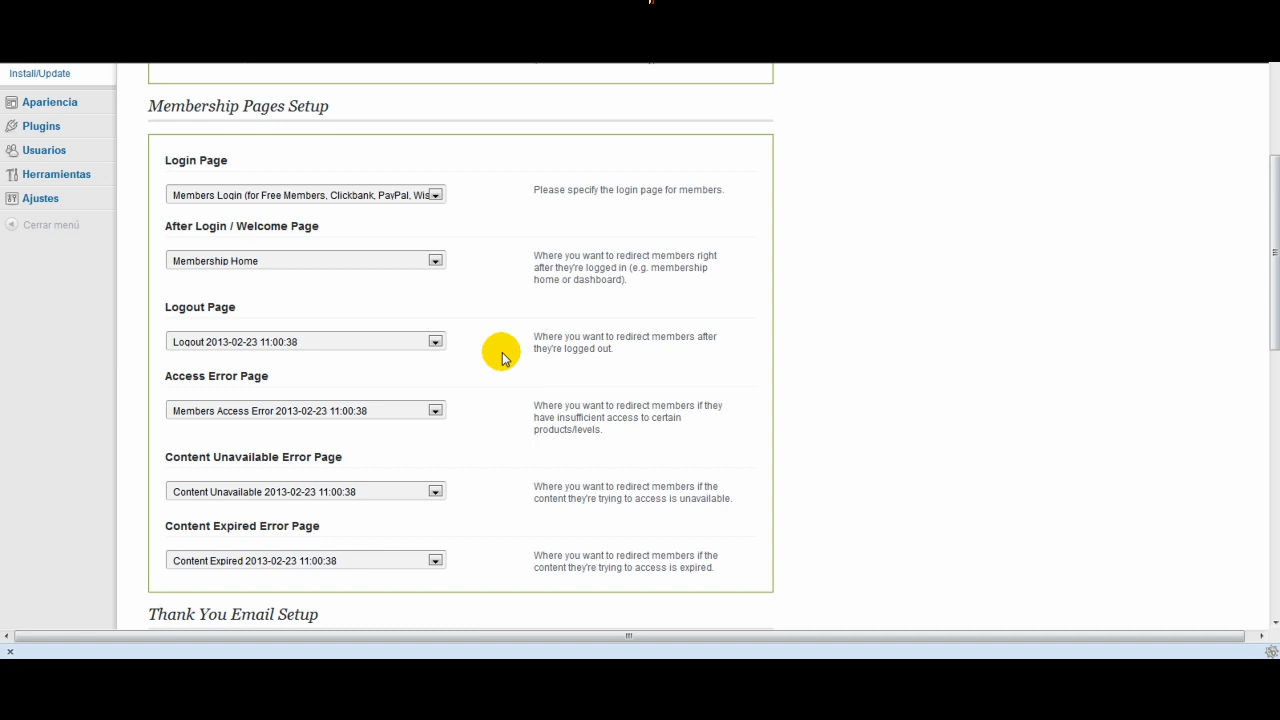 Install/Update
Apariencia
Plugins
Usuarios
Herramientas
Ajustes
Cerrar menú
Membership Pages Setup
Login Page
Members Login (for Free Members, Clickbank, PayPal, Wis
Please specify the login page for members.
After Login / Welcome Page
Membership Home
Where you want to redirect members right
after they're logged in (e.g. membership
home or dashboard).
Logout Page
Logout 2013-02-23 11:00:38
Where you want to redirect members after
they're logged out.
Access Error Page
Members Access Error 2013-02-23 11:00:38
Where you want to redirect members if they
have insufficient access to certain
products/levels.
Content Unavailable Error Page
Content Unavailable 2013-02-23 11:00:38
Where you want to redirect members if the
content they're trying to access is unavailable.
Content Expired Error Page
Content Expired 2013-02-23 11:00:38
Where you want to redirect members if the
content they're trying to access is expired.
Thank You Email Setup